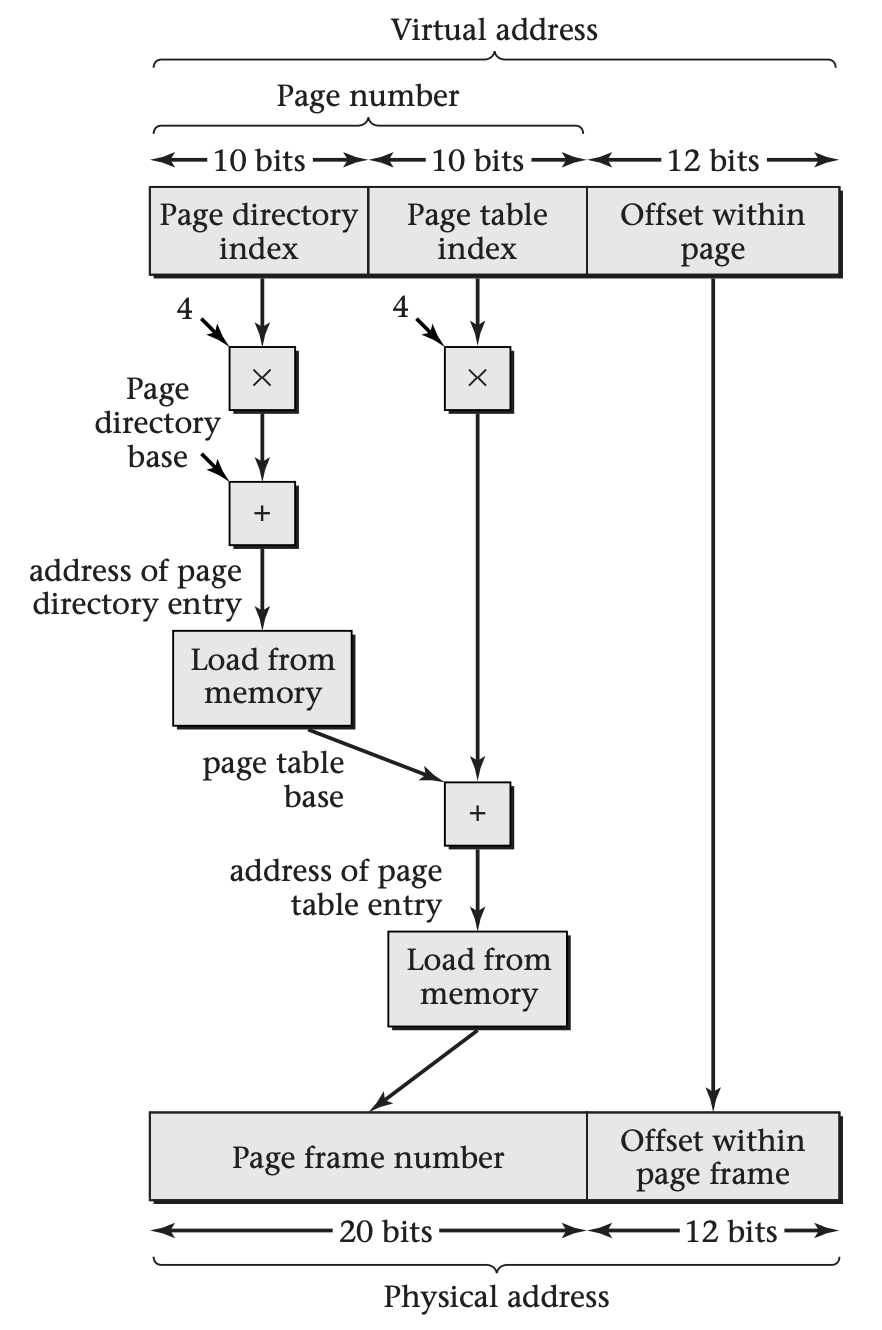 Virtual address
Page number
10 bits
10 bits
12 bits
Page directory
index
Page table
index
Offset within
page
4
4
×
×
Page
directory
base
+
address of page
directory entry
Load from
memory
page table
base
+
address of page
table entry
Load from
memory
Page frame number
Offset within
page frame
20 bits
12 bits
Physical address